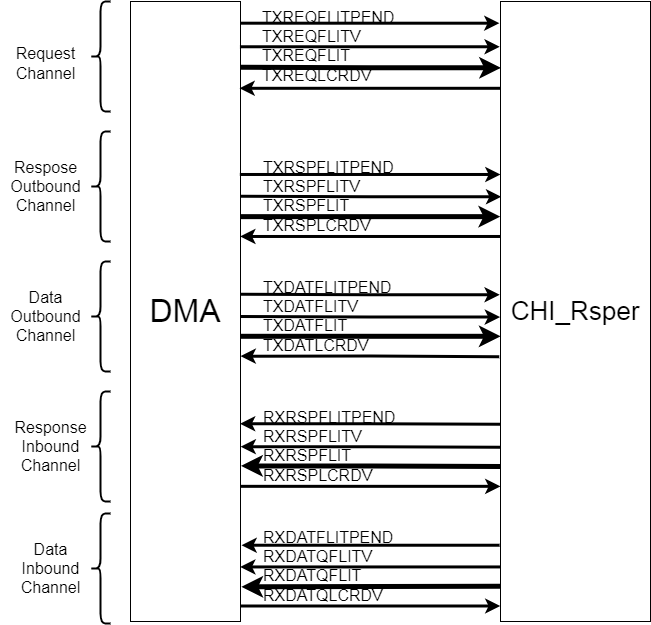 Request
Channel
TXREQFLITPEND
TXREQFLITV
TXREQFLIT
TXREQLCRDV
Respose
Outbound
Channel
TXRSPFLITPEND
TXRSPFLITV
TXRSPFLIT
TXRSPLCRDV
Data
Outbound
Channel
TXDATFLITPEND
TXDATFLITV
TXDATFLIT
TXDATLCRDV
DMA
CHI_Rsper
Response
Inbound
Channel
RXRSPFLITPEND
RXRSPFLITV
RXRSPFLIT
RXRSPLCRDV
Data
Inbound
Channel
RXDATFLITPEND
RXDATQFLITV
RXDATQFLIT
RXDATQLCRDV